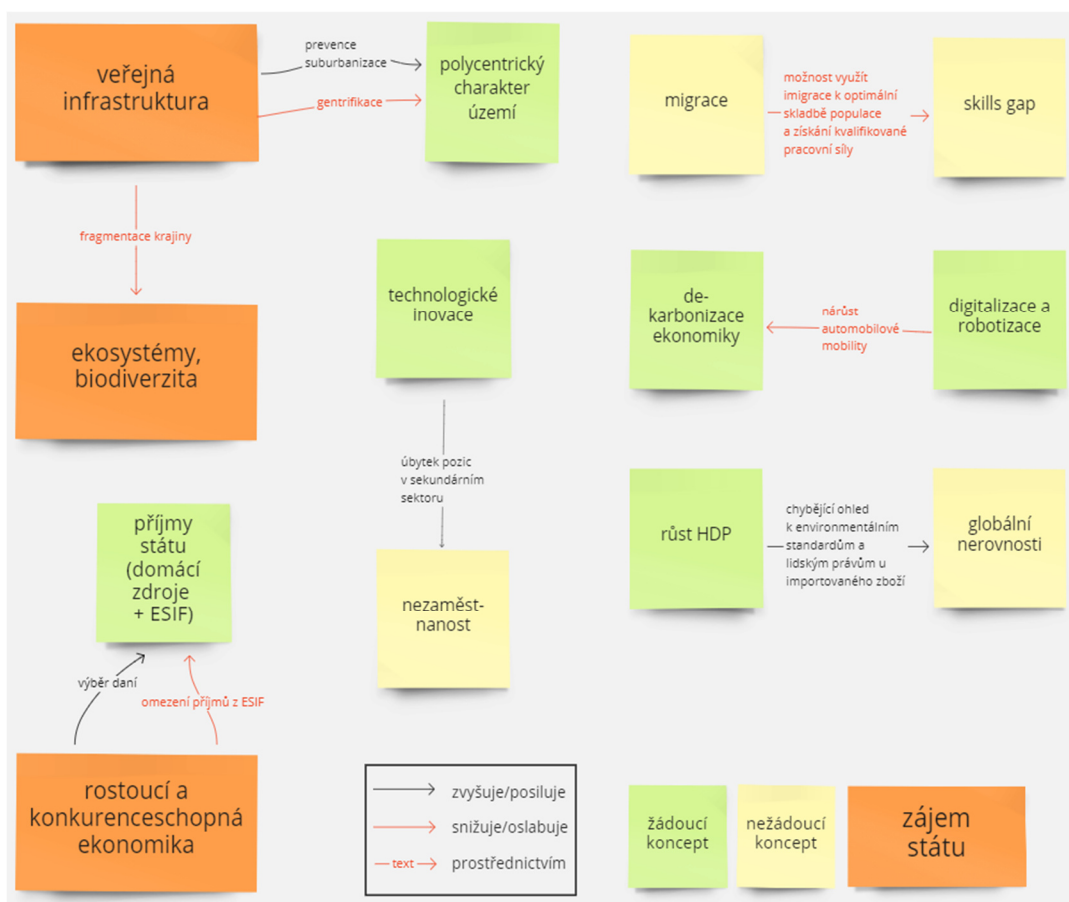 veřejná
infrastruktura
prevence
suburbanizace
gentrifikace
polycentrický
charakter
území
migrace
možnost využít
imigrace k optimální
skladbě populace
a získání kvalifikované
pracovní síly
skills gap
fragmentace krajiny
ekosystémy,
biodiverzita
technologické
inovace
úbytek pozic
v sekundárním
sektoru
nezaměst-
nanost
de-
karbonizace
ekonomiky
nárůst
automobilové
mobility
digitalizace a
robotizace
růst HDP
chybějící ohled
k environmentálním
standardům a
lidským právům u
importovaného zboží
globální
nerovnosti
příjmy
státu
(domácí
zdroje
+ ESIF)
výběr daní
omezení příjmů z ESIF
rostoucí a
konkurenceschopná
ekonomika
zvyšuje/posiluje
snižuje/oslabuje
text
prostřednictvím
žádoucí
koncept
nežádoucí
koncept
zájem
státu